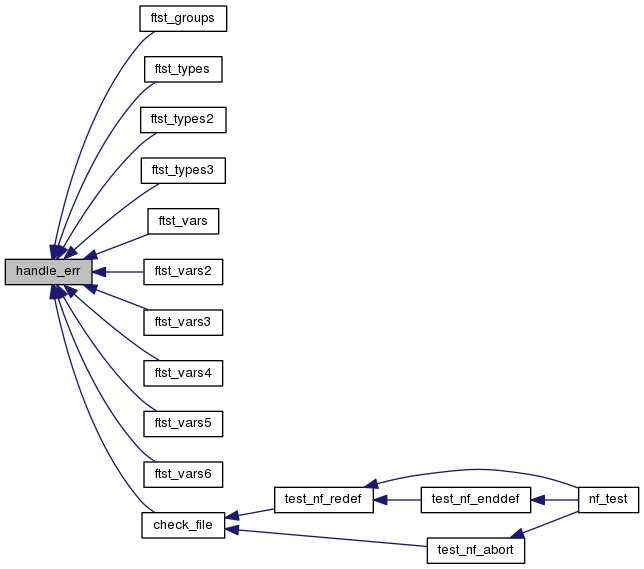 ftst_groups
ftst_types
ftst_types2
ftst_types3
ftst_vars
handle_err
ftst_vars2
ftst_vars3
ftst_vars4
ftst_vars5
ftst_vars6
check_file
test_nf_redef
test_nf_enddef
nf_test
test_nf_abort